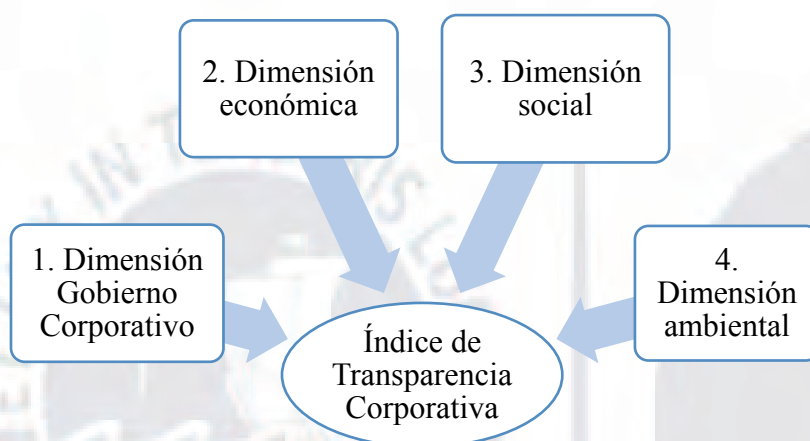 2. Dimensión
económica
3. Dimensión
social
1. Dimensión
Gobierno
Corporativo
4.
Dimensión
ambiental
Índice de
Transparencia
Corporativa